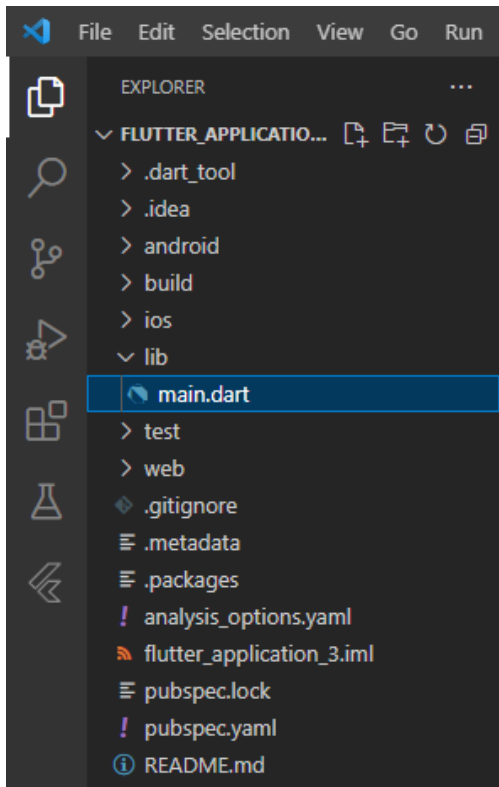 File Edit Selection View Go Run
EXPLORER
FLUTTER_APPLICATIO...
.dart_tool
.idea
android
build
ios
lib
main.dart
test
web
.gitignore
.metadata
.packages
analysis_options.yaml
flutter_application_3.iml
pubspec.lock
pubspec.yaml
README.md